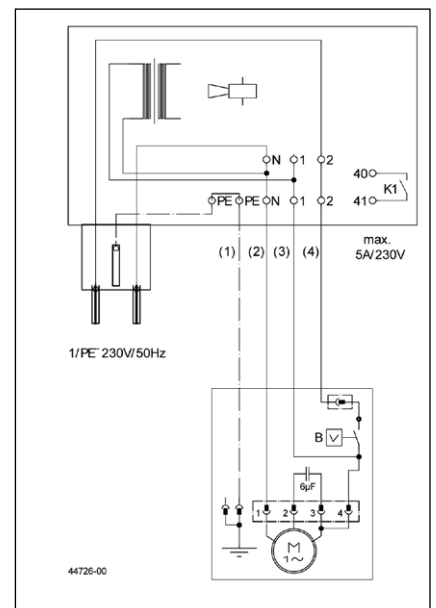 N 1 2
40
K1
PE PE N 1 2 41
(1) (2) (3) (4)
max.
5A/230V
1/PE~ 230V/50Hz
B
6µF
1 2 3 4
M
1~
44726-00